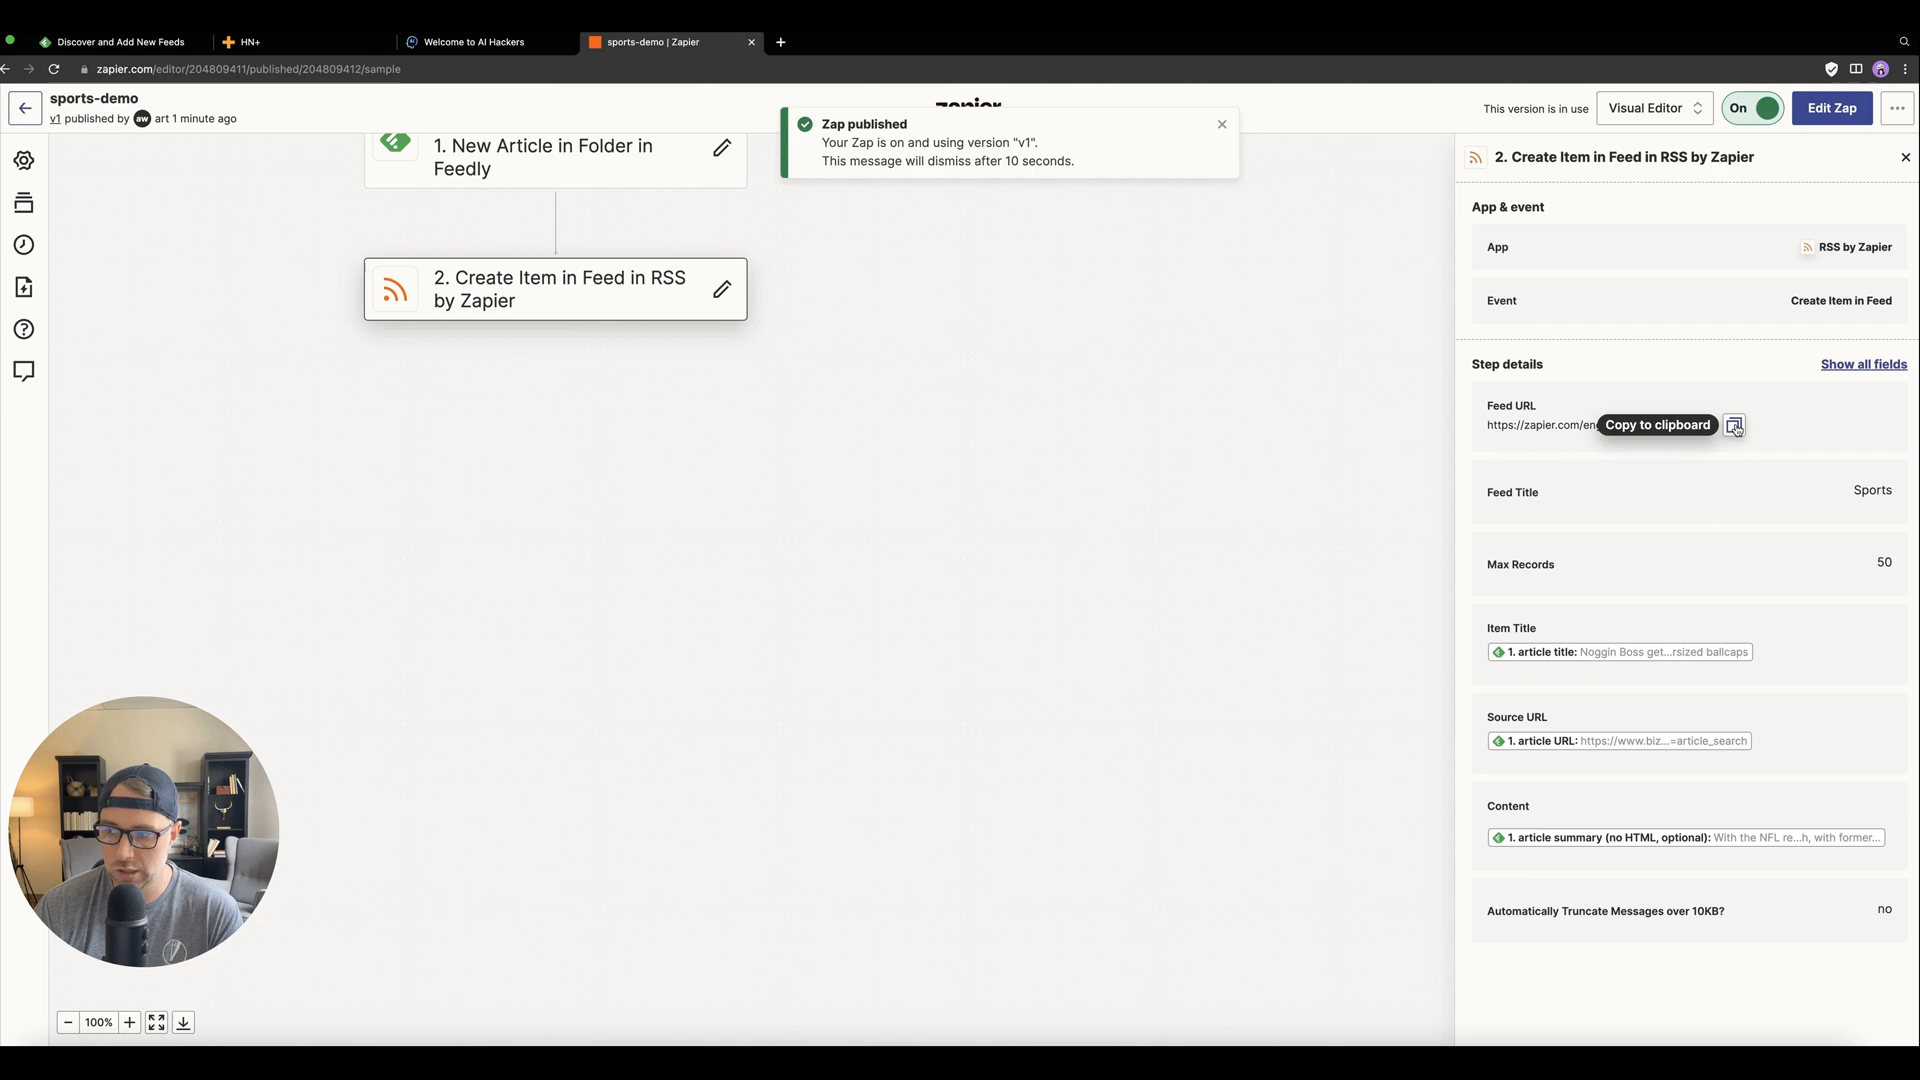 Discover and Add New Feeds
HN+
Welcome to AI Hackers
sports-demo | Zapier
zapier.com/editor/204809411/published/204809412/sample
sports-demo
v1 published by aw art 1 minute ago
zapier
This version is in use
Visual Editor
On
Edit Zap
Zap published
Your Zap is on and using version "v1".
This message will dismiss after 10 seconds.
1. New Article in Folder in
Feedly
2. Create Item in Feed in RSS
by Zapier
2. Create Item in Feed in RSS by Zapier
App & event
App
RSS by Zapier
Event
Create Item in Feed
Step details
Show all fields
Feed URL
https://zapier.com/en
Copy to clipboard
Feed Title
Sports
Max Records
50
Item Title
1. article title: Noggin Boss get...rsized ballcaps
Source URL
1. article URL: https://www.biz...=article_search
Content
1. article summary (no HTML, optional): With the NFL re...h, with former...
Automatically Truncate Messages over 10KB?
no
100%